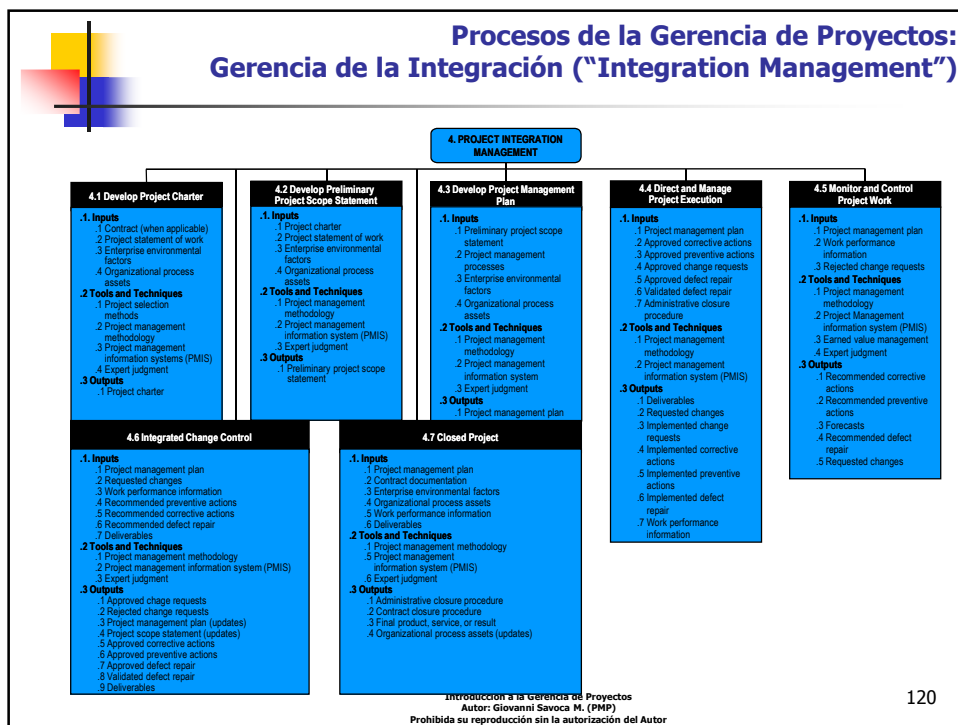 Procesos de la Gerencia de Proyectos:
Gerencia de la Integración (“Integration Management”)
4. PROJECT INTEGRATION
MANAGEMENT
4.1 Develop Project Charter
.1. Inputs
.1 Contract (when applicable)
.2 Project statement of work
.3 Enterprise environmental
factors
.4 Organizational process
assets
.2 Tools and Techniques
.1 Project selection
methods
.2 Project management
methodology
.3 Project management
information systems (PMIS)
.4 Expert judgment
.3 Outputs
.1 Project charter
4.2 Develop Preliminary
Project Scope Statement
.1. Inputs
.1 Project charter
.2 Project statement of work
.3 Enterprise environmental
factors
.4 Organizational process
assets
.2 Tools and Techniques
.1 Project management
methodology
.2 Project management
information system (PMIS)
.3 Expert judgment
.3 Outputs
.1 Preliminary project scope
statement
4.3 Develop Project Management
Plan
.1. Inputs
.1 Preliminary project scope
statement
.2 Project management
processes
.3 Enterprise environmental
factors
.4 Organizational process
assets
.2 Tools and Techniques
.1 Project management
methodology
.2 Project management
information system
.3 Expert judgment
.3 Outputs
.1 Project management plan
4.4 Direct and Manage
Project Execution
.1. Inputs
.1 Project management plan
.2 Approved corrective actions
.3 Approved preventive actions
.4 Approved change requests
.5 Approved defect repair
.6 Validated defect repair
.7 Administrative closure
procedure
.2 Tools and Techniques
.1 Project management
methodology
.2 Project management
information system (PMIS)
.3 Outputs
.1 Deliverables
.2 Requested changes
.3 Implemented change
requests
.4 Implemented corrective
actions
.5 Implemented preventive
actions
.6 Implemented defect
repair
.7 Work performance
information
4.5 Monitor and Control
Project Work
.1. Inputs
.1 Project management plan
.2 Work performance
information
.3 Rejected change requests
.2 Tools and Techniques
.1 Project management
methodology
.2 Project Management
information system (PMIS)
.3 Earned value management
.4 Expert judgment
.3 Outputs
.1 Recommended corrective
actions
.2 Recommended preventive
actions
.3 Forecasts
.4 Recommended defect
repair
.5 Requested changes
4.6 Integrated Change Control
.1. Inputs
.1 Project management plan
.2 Requested changes
.3 Work performance information
.4 Recommended preventive actions
.5 Recommended corrective actions
.6 Recommended defect repair
.7 Deliverables
.2 Tools and Techniques
.1 Project management methodology
.2 Project management information system (PMIS)
.3 Expert judgment
.3 Outputs
.1 Approved chage requests
.2 Rejected change requests
.3 Project management plan (updates)
.4 Project scope statement (updates)
.5 Approved corrective actions
.6 Approved preventive actions
.7 Approved defect repair
.8 Validated defect repair
.9 Deliverables
4.7 Closed Project
.1. Inputs
.1 Project management plan
.2 Contract documentation
.3 Enterprise environmental factors
.4 Organizational process assets
.5 Work performance information
.6 Deliverables
.2 Tools and Techniques
.1 Project management methodology
.5 Project management
information system (PMIS)
.6 Expert judgment
.3 Outputs
.1 Administrative closure procedure
.2 Contract closure procedure
.3 Final product, service, or result
.4 Organizational process assets (updates)
Introducción a la Gerencia de Proyectos
Autor: Giovanni Savoca M. (PMP)
Prohibida su reproducción sin la autorización del Autor
120